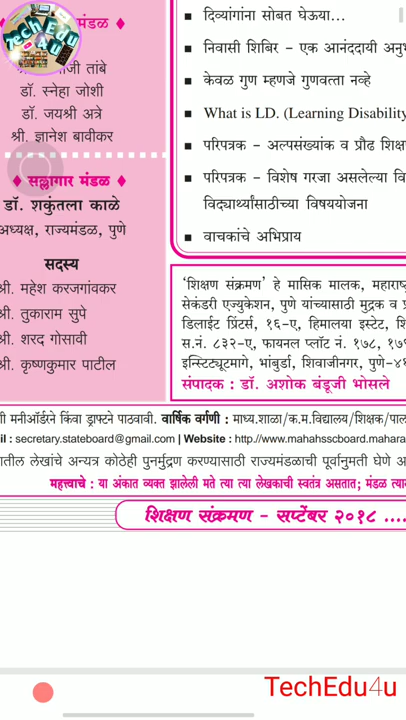 Tech Edu
4 U
मंडळ ♦
जी तांबे
डॉ. स्नेहा जोशी
डॉ. जयश्री अत्रे
श्री. ज्ञानेश बावीकर
♦ सल्लागार मंडळ ♦
डॉ. शकुंतला काळे
अध्यक्ष, राज्यमंडळ, पुणे
सदस्य
श्री. महेश करजगांवकर
श्री. तुकाराम सुपे
श्री. शरद गोसावी
श्री. कृष्णकुमार पाटील
■ दिव्यांगांना सोबत घेऊया...
■ निवासी शिबिर – एक आनंददायी
■ केवळ गुण म्हणजे गुणवत्ता नव्हे
■ What is LD. (Learning Disability
■ परिपत्रक – अल्पसंख्यांक व प्रौढ
■ परिपत्रक – विशेष गरजा असलेल्या
विद्यार्थ्यांसाठीच्या विषययोजना
■ वाचकांचे अभिप्राय
'शिक्षण संक्रमण' हे मासिक मालक,
सेकंडरी एज्युकेशन, पुणे यांच्यासाठी मुद्रक व
डिलाईट प्रिंटर्स, १६-ए, हिमालया इस्टेट,
स.नं. ८३२-ए, फायनल प्लॉट नं. १७८,
इन्स्टिट्यूटमागे, भांबुर्डा, शिवाजीनगर,
संपादक : डॉ. अशोक बंडूजी भोसले
मनीऑर्डरने किंवा ड्राफ्टने पाठवावी. वार्षिक वर्गणी : माध्य.शाळा/क.म.विद्यालय/शिक्षक/पाल
il : secretary.stateboard@gmail.com | Website : http://www.mahahsscboard.mahara
लेखांचे अन्यत्र कोठेही पुनर्मुद्रण करण्यासाठी राज्यमंडळाची पूर्वानुमती घेणे
महत्त्वाचे : या अंकात व्यक्त झालेली मते त्या त्या लेखकाची स्वतंत्र असतात; मंडळ
शिक्षण संक्रमण - सप्टेंबर २०१८ ....
TechEdu4u